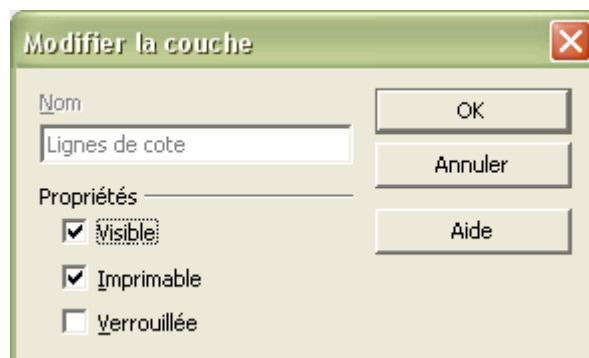 Modifier la couche
Nom
Lignes de cote
Propriétés
Visible
Imprimable
Verrouillée
OK
Annuler
Aide